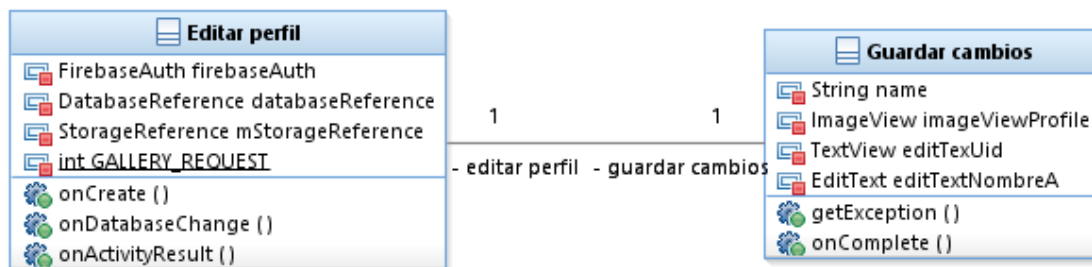 Editar perfil
FirebaseAuth firebaseAuth
DatabaseReference databaseReference
StorageReference mStorageReference
int GALLERY_REQUEST
onCreate ()
onDatabaseChange ()
onActivityResult ()
1
1
- editar perfil
- guardar cambios
Guardar cambios
String name
ImageView imageViewProfile
TextView editTexUid
EditText editTextNombreA
getException ()
onComplete ()